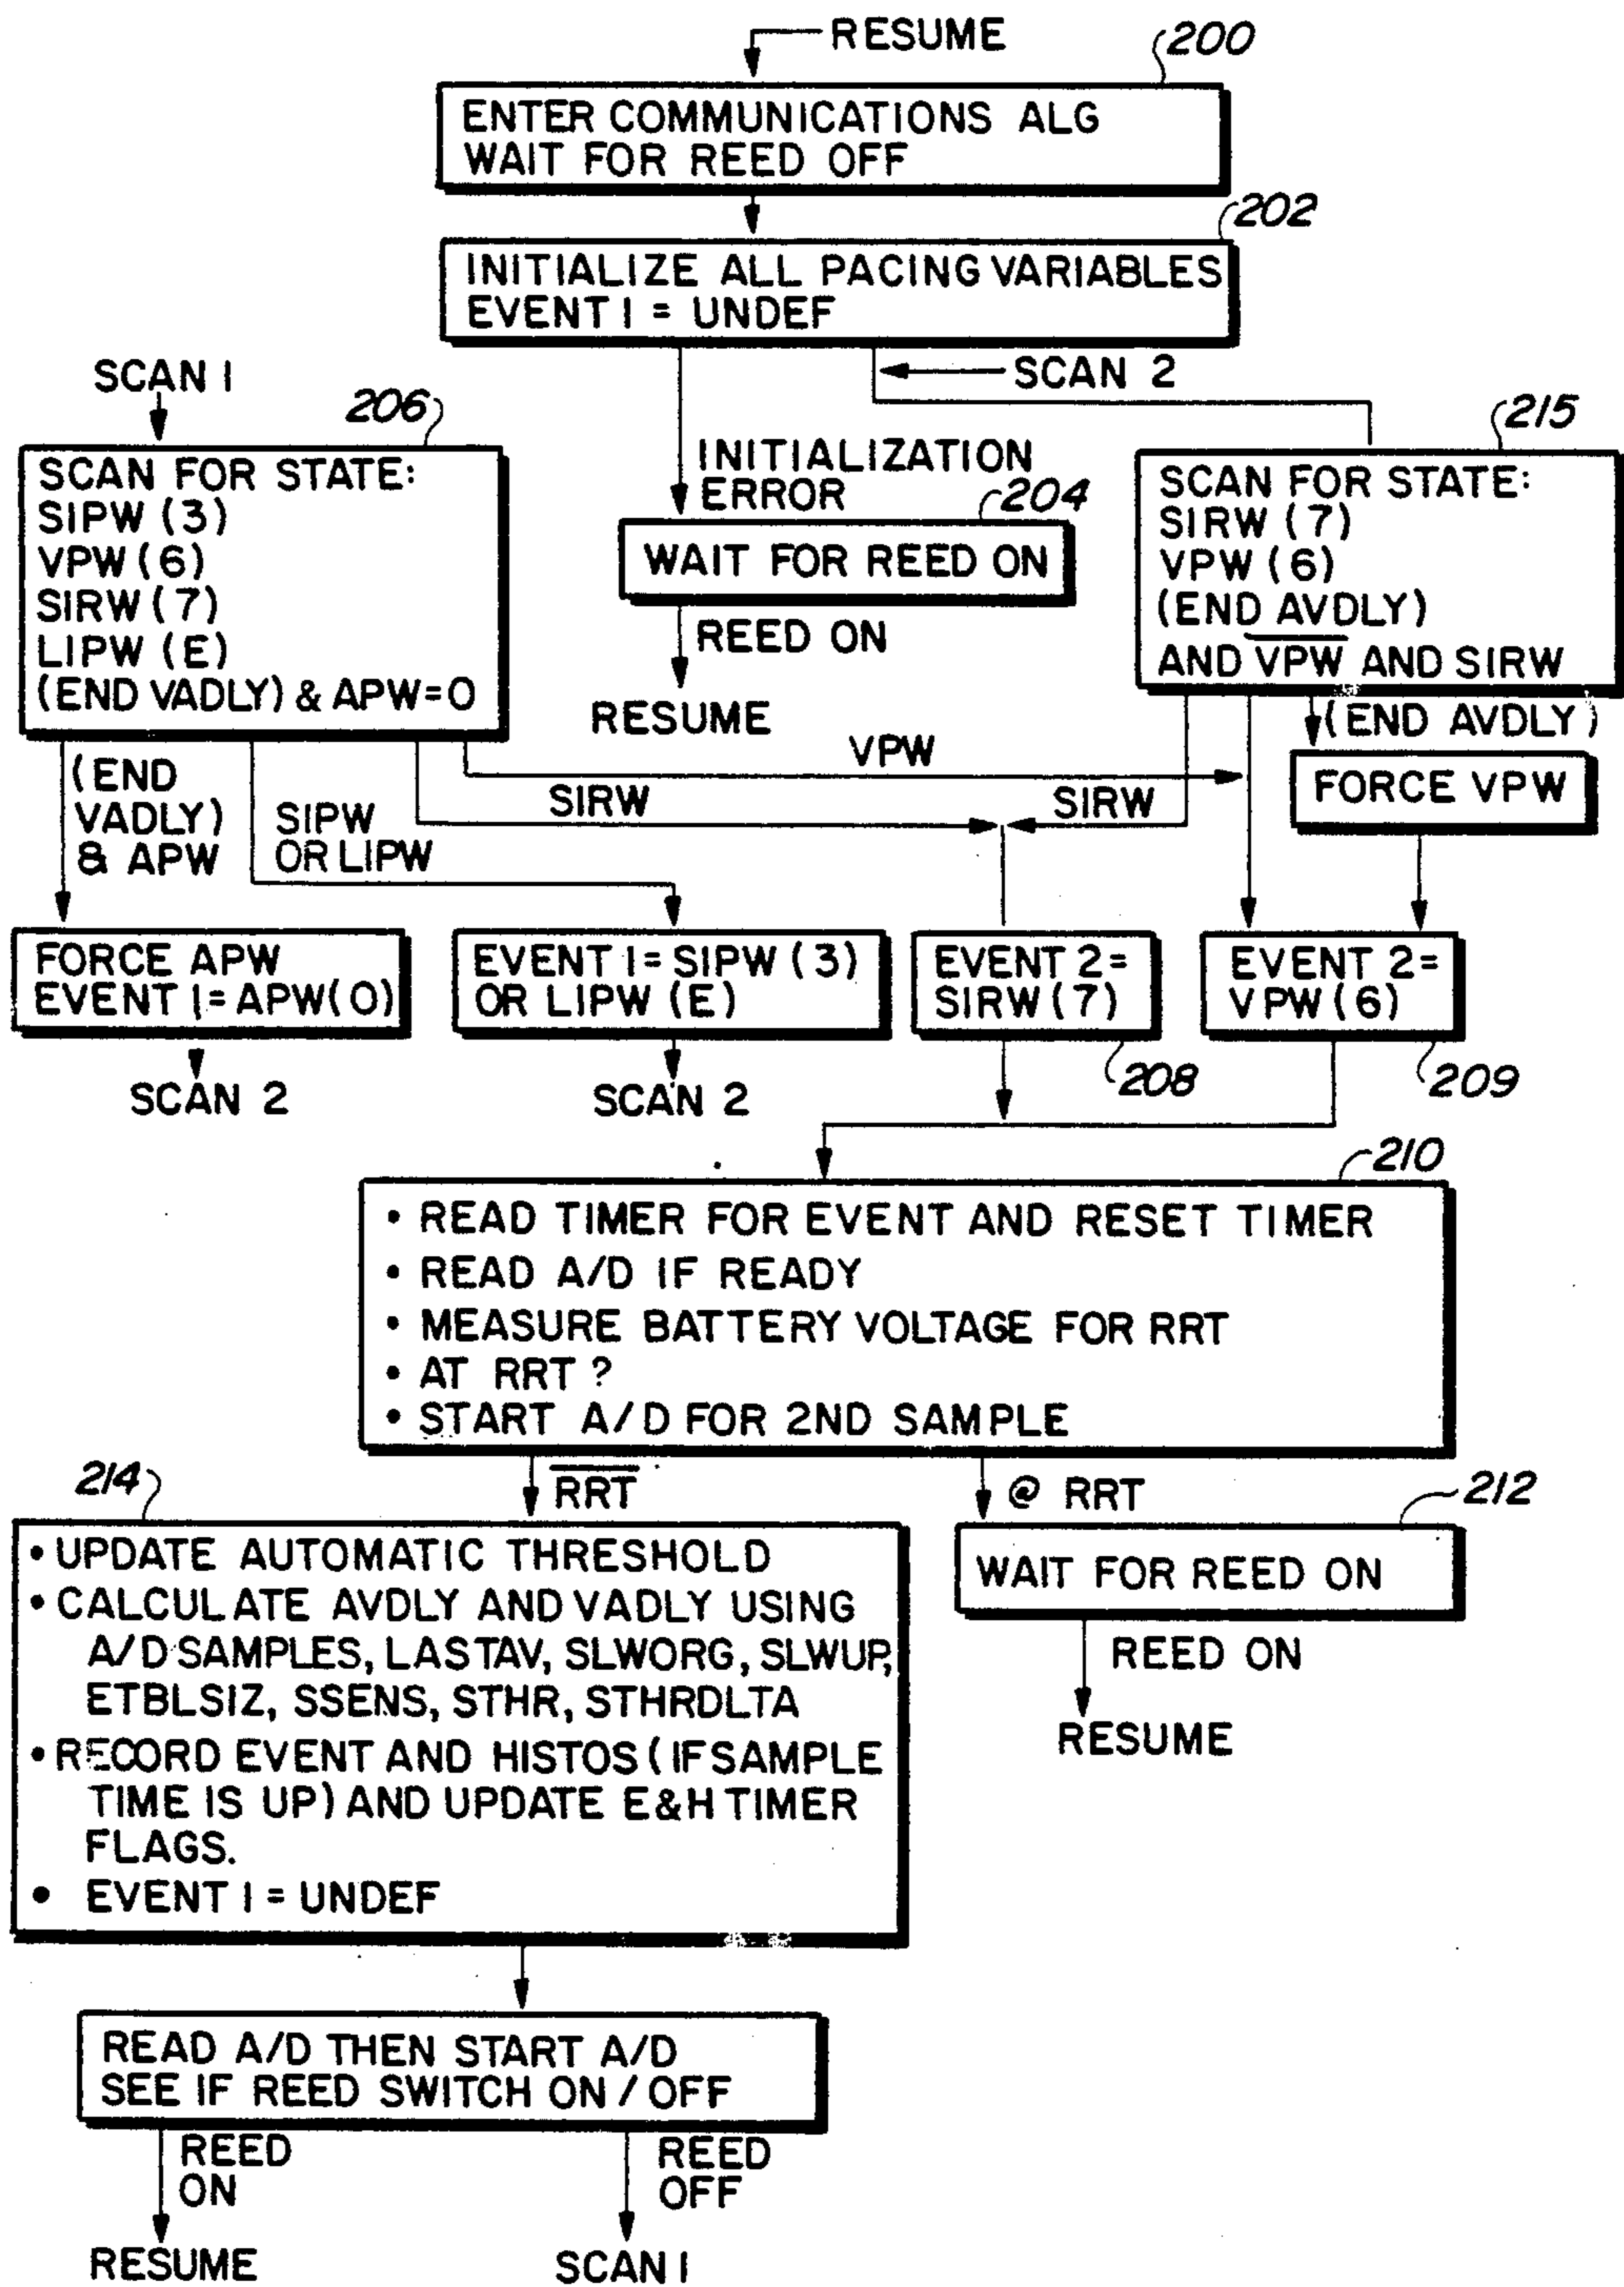 RESUME
200
ENTER COMMUNICATIONS ALG
WAIT FOR REED OFF
202
INITIALIZE ALL PACING VARIABLES
EVENT 1 = UNDEF
SCAN 2
SCAN 1
206
SCAN FOR STATE:
SIPW (3)
VPW (6)
SIRW (7)
LIPW (E)
(END VADLY) & APW=0
INITIALIZATION
ERROR
204
WAIT FOR REED ON
REED ON
RESUME
215
SCAN FOR STATE:
SIRW (7)
VPW (6)
(END AVDLY)
AND V̅P̅W̅ AND SIRW
(END AVDLY)
FORCE VPW
VPW
SIRW
SIRW
(END
VADLY)
& APW
SIPW
OR LIPW
FORCE APW
EVENT 1=APW(0)
SCAN 2
EVENT 1=SIPW (3)
OR LIPW (E)
SCAN 2
EVENT 2=
SIRW (7)
208
EVENT 2=
VPW (6)
209
210
• READ TIMER FOR EVENT AND RESET TIMER
• READ A/D IF READY
• MEASURE BATTERY VOLTAGE FOR RRT
• AT RRT?
• START A/D FOR 2ND SAMPLE
R̅R̅T̅
@ RRT
214
• UPDATE AUTOMATIC THRESHOLD
• CALCULATE AVDLY AND VADLY USING
A/D SAMPLES, LASTAV, SLWORG, SLWUP,
ETBLSIZ, SSENS, STHR, STHRDLTA
• RECORD EVENT AND HISTOS (IF SAMPLE
TIME IS UP) AND UPDATE E&H TIMER
FLAGS.
• EVENT 1 = UNDEF
212
WAIT FOR REED ON
REED ON
RESUME
READ A/D THEN START A/D
SEE IF REED SWITCH ON / OFF
REED
ON
RESUME
REED
OFF
SCAN 1